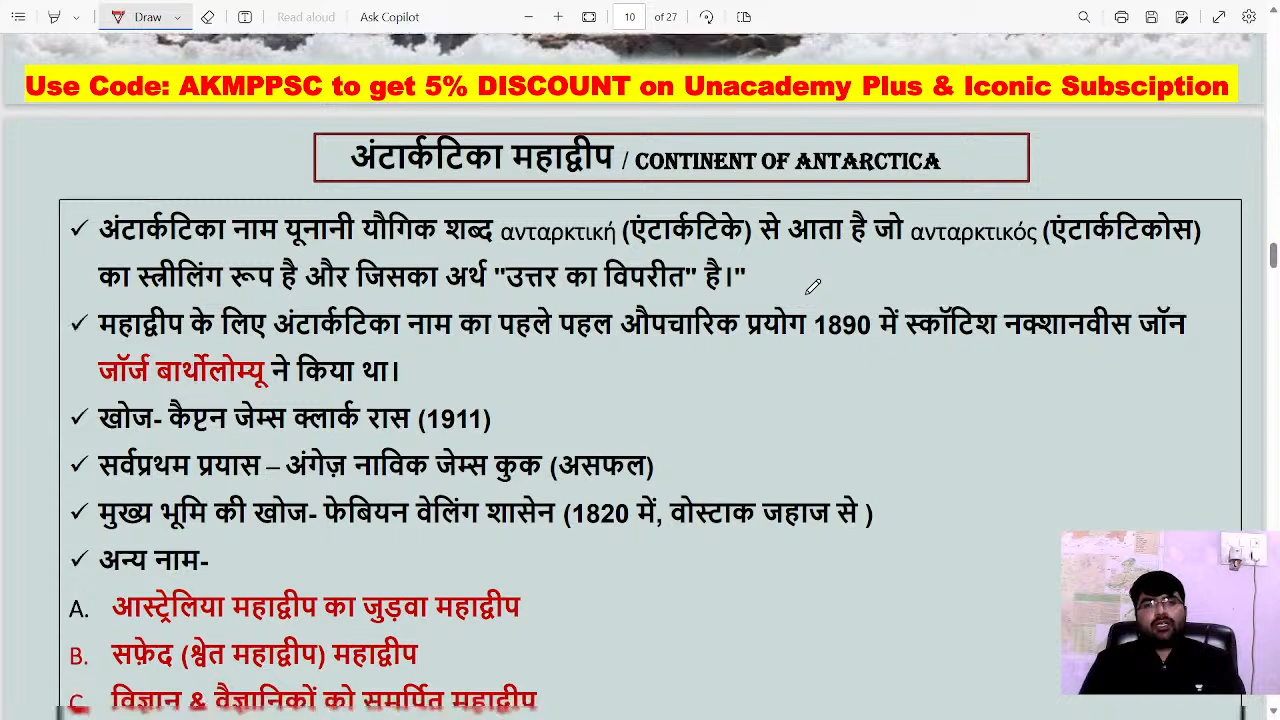 Draw
Read aloud
Ask Copilot
10 of 27
Use Code: AKMPPSC to get 5% DISCOUNT on Unacademy Plus & Iconic Subsciption
अंटार्कटिका महाद्वीप / CONTINENT OF ANTARCTICA
✓ अंटार्कटिका नाम यूनानी यौगिक शब्द ανταρκτική (एंटार्कटिके) से आता है जो ανταρκτικός (एंटार्कटिकोस)
का स्त्रीलिंग रूप है और जिसका अर्थ "उत्तर का विपरीत" है।"
✓ महाद्वीप के लिए अंटार्कटिका नाम का पहले पहल औपचारिक प्रयोग 1890 में स्कॉटिश नक्शानवीस जॉन
जॉर्ज बार्थोलोम्यू ने किया था।
✓ खोज- कैप्टन जेम्स क्लार्क रास (1911)
✓ सर्वप्रथम प्रयास – अंगेज़ नाविक जेम्स कुक (असफल)
✓ मुख्य भूमि की खोज- फेबियन वेलिंग शासेन (1820 में, वोस्टाक जहाज से )
✓ अन्य नाम-
A. आस्ट्रेलिया महाद्वीप का जुड़वा महाद्वीप
B. सफ़ेद (श्वेत महाद्वीप) महाद्वीप
C. विज्ञान & वैज्ञानिकों को समर्पित महाद्वीप